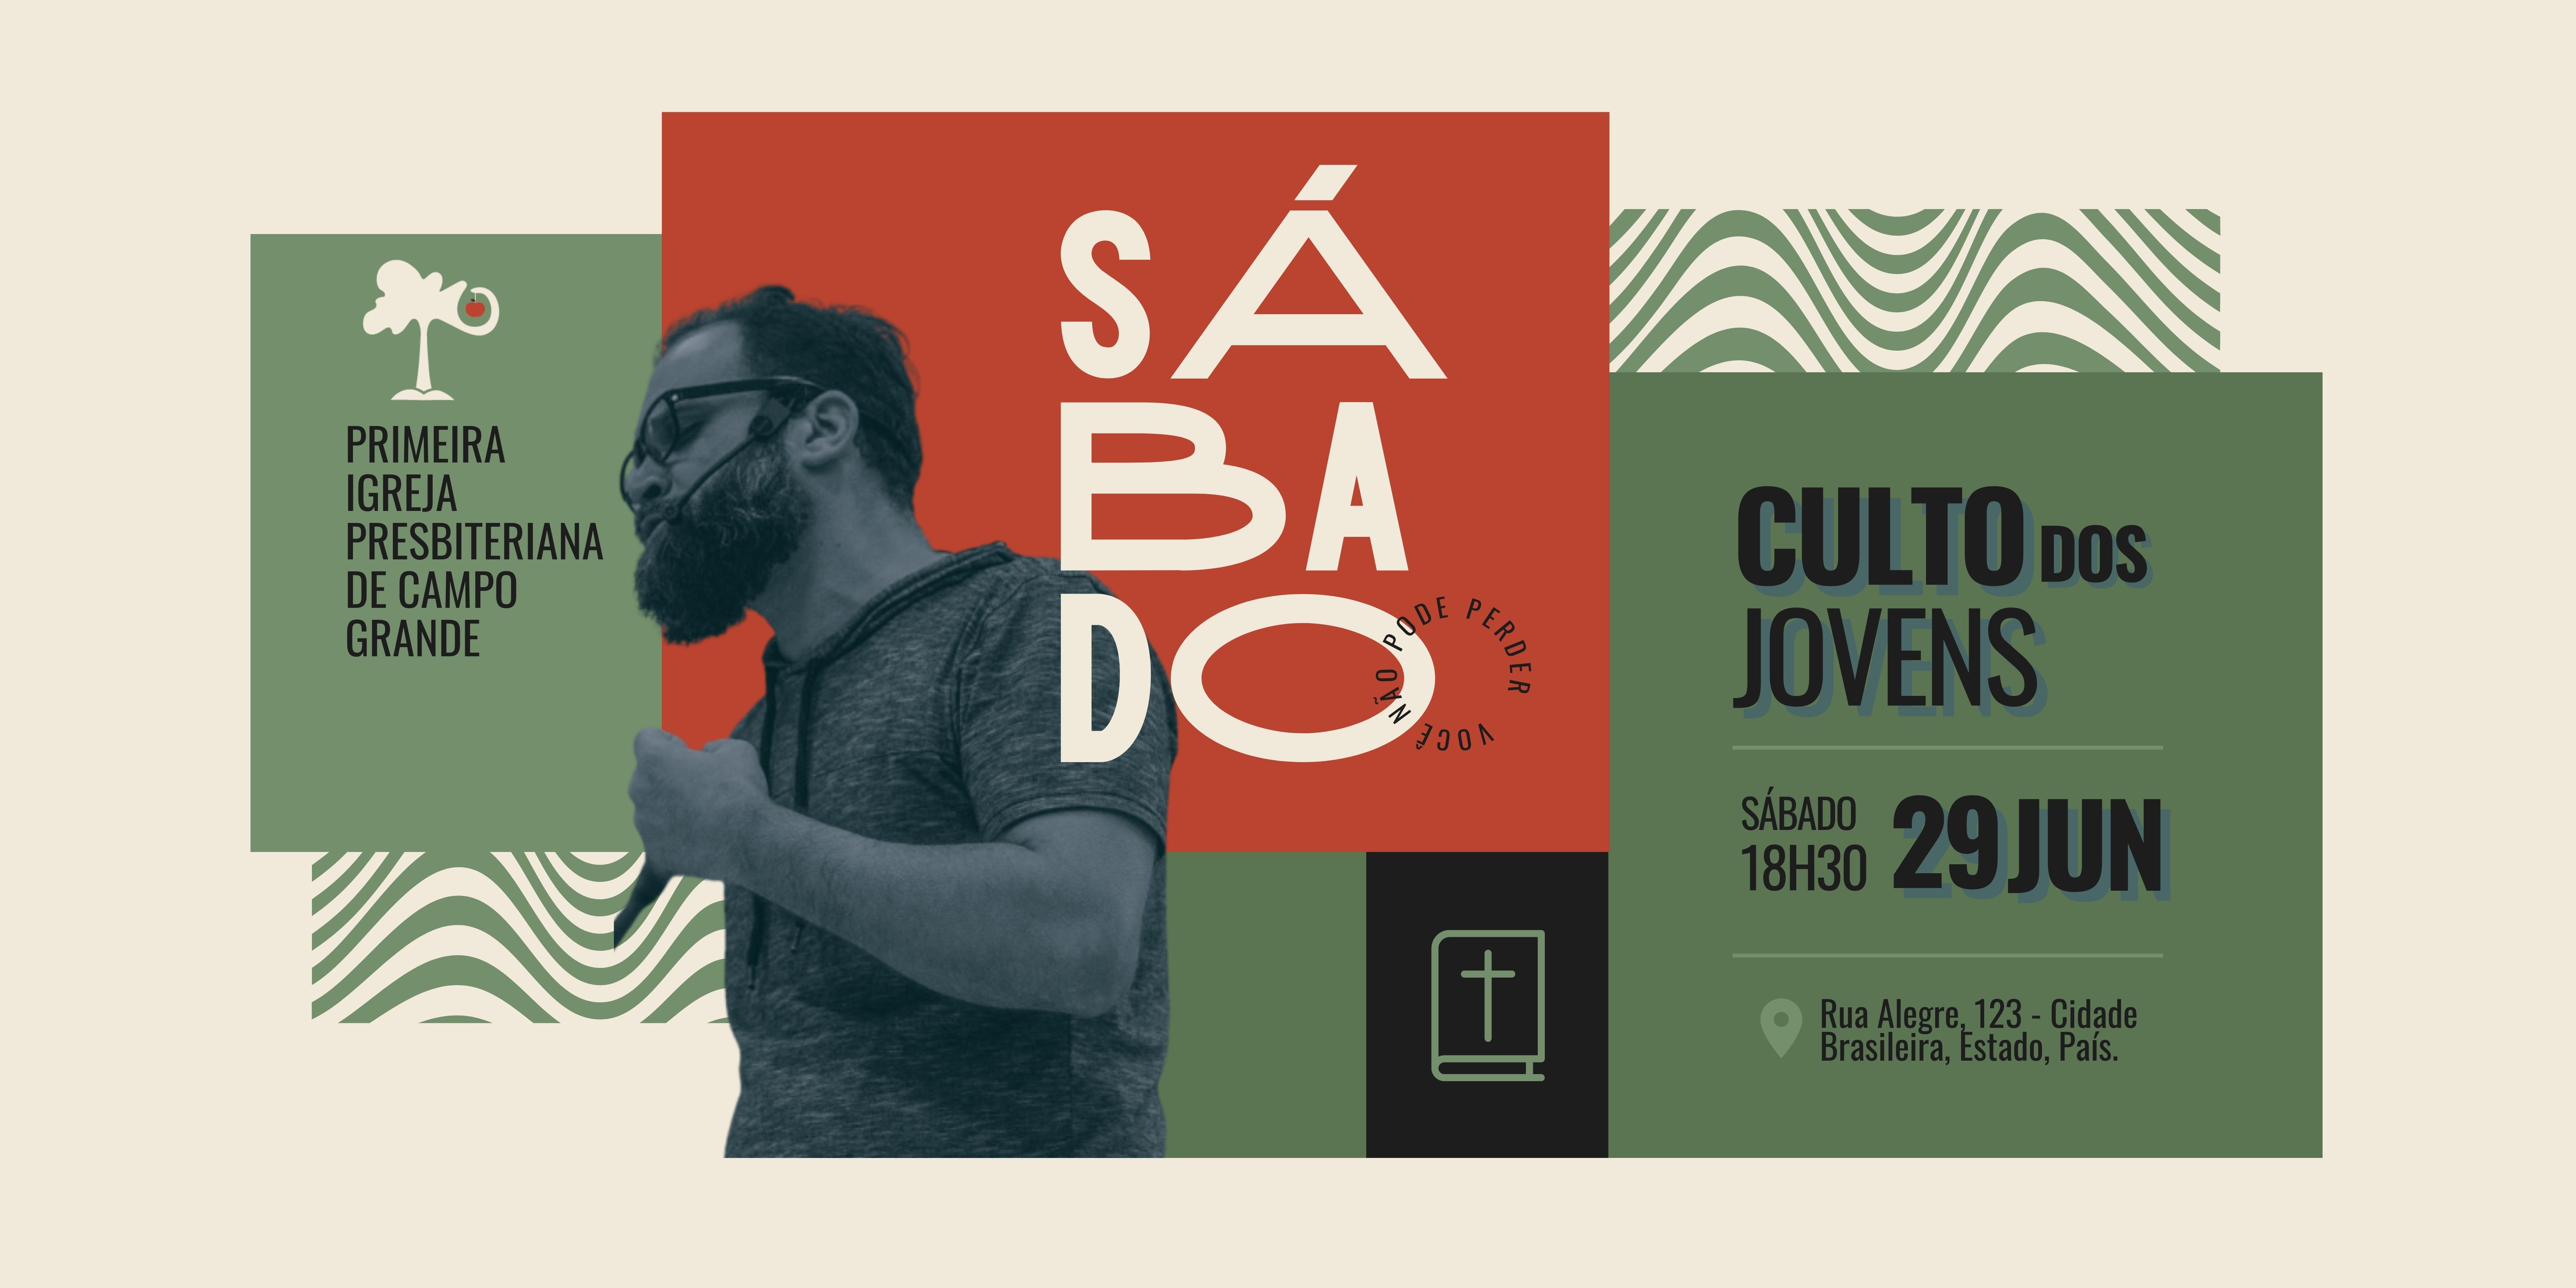 PRIMEIRA
IGREJA
PRESBITERIANA
DE CAMPO
GRANDE
SÁ
BA
DO
VOCÊ NÃO PODE PERDER
CULTO DOS
JOVENS
SÁBADO
18H30
29 JUN
Rua Alegre, 123 - Cidade
Brasileira, Estado, País.